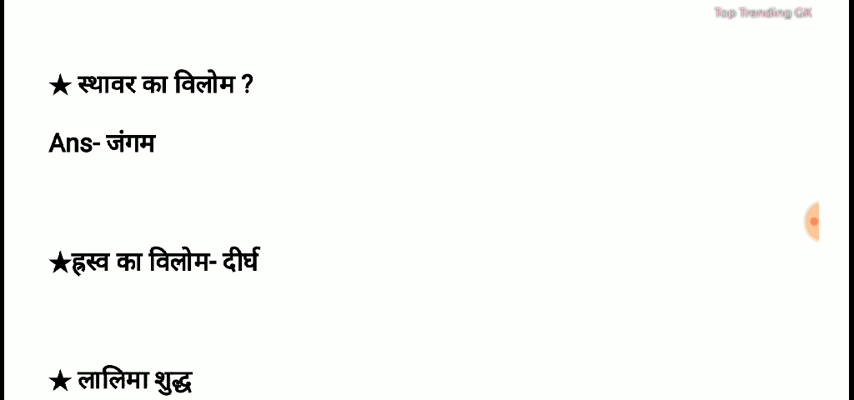 Top Trending GK
★ स्थावर का विलोम ?
Ans- जंगम
★ह्रस्व का विलोम- दीर्घ
★ लालिमा शुद्ध